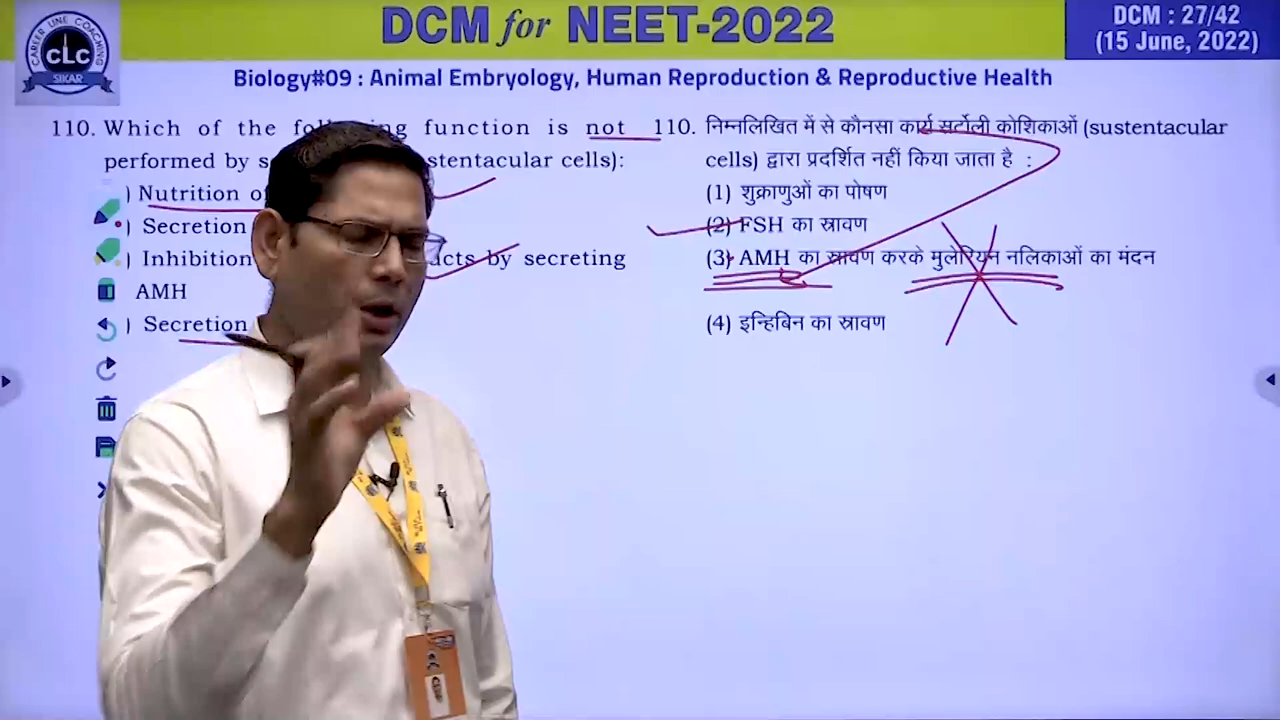 DCM for NEET-2022
DCM : 27/42
(15 June, 2022)
CAREER LINE COACHING
CLC
SIKAR
Biology#09 : Animal Embryology, Human Reproduction & Reproductive Health
110. Which of the following function is not
performed by stentacular cells):
) Nutrition
) Secretion
) Inhibition by secreting
AMH
) Secretion
110. निम्नलिखित में से कौनसा कार्य सर्टोली कोशिकाओं (sustentacular
cells) द्वारा प्रदर्शित नहीं किया जाता है :
(1) शुक्राणुओं का पोषण
(2) FSH का स्रावण
(3) AMH का स्रावण करके मुलेरियन नलिकाओं का मंदन
(4) इन्हिबिन का स्रावण